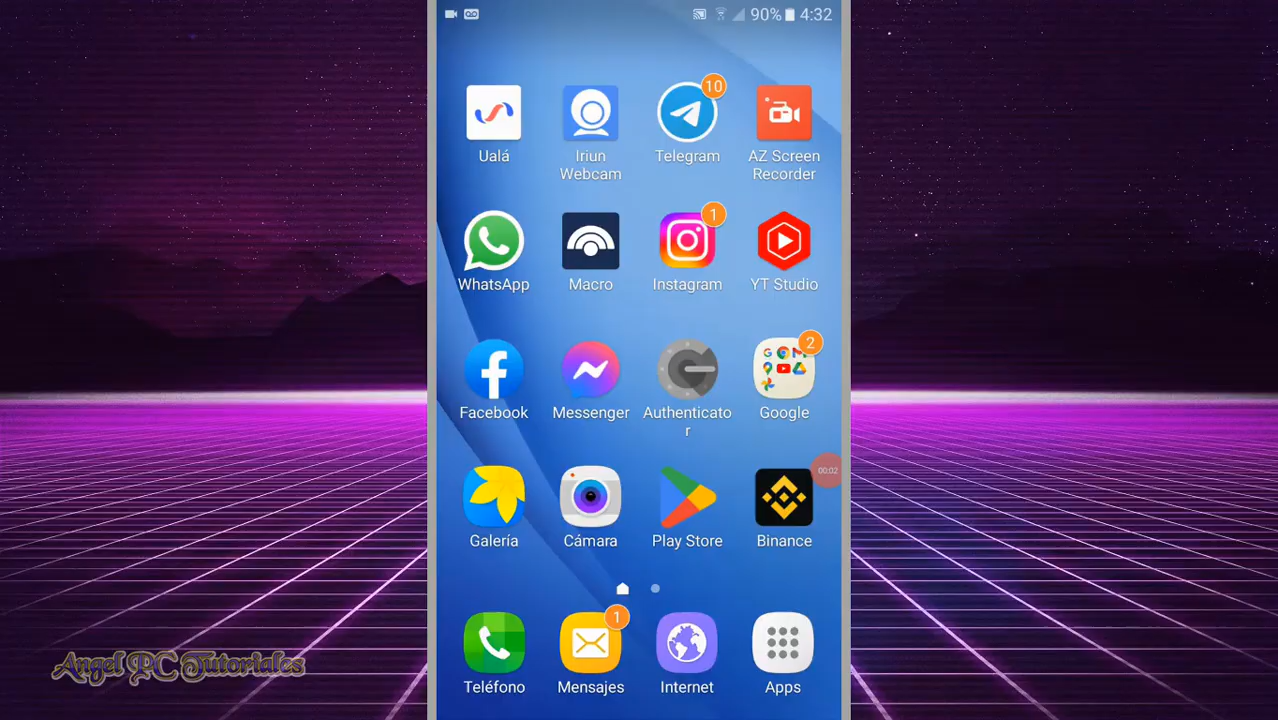 90% 4:32
10
Ualá
Iriun
Webcam
Telegram
AZ Screen
Recorder
1
WhatsApp
Macro
Instagram
YT Studio
2
Facebook
Messenger
Authenticato
r
Google
00:02
Galería
Cámara
Play Store
Binance
1
Teléfono
Mensajes
Internet
Apps
Angel PC Tutoriales